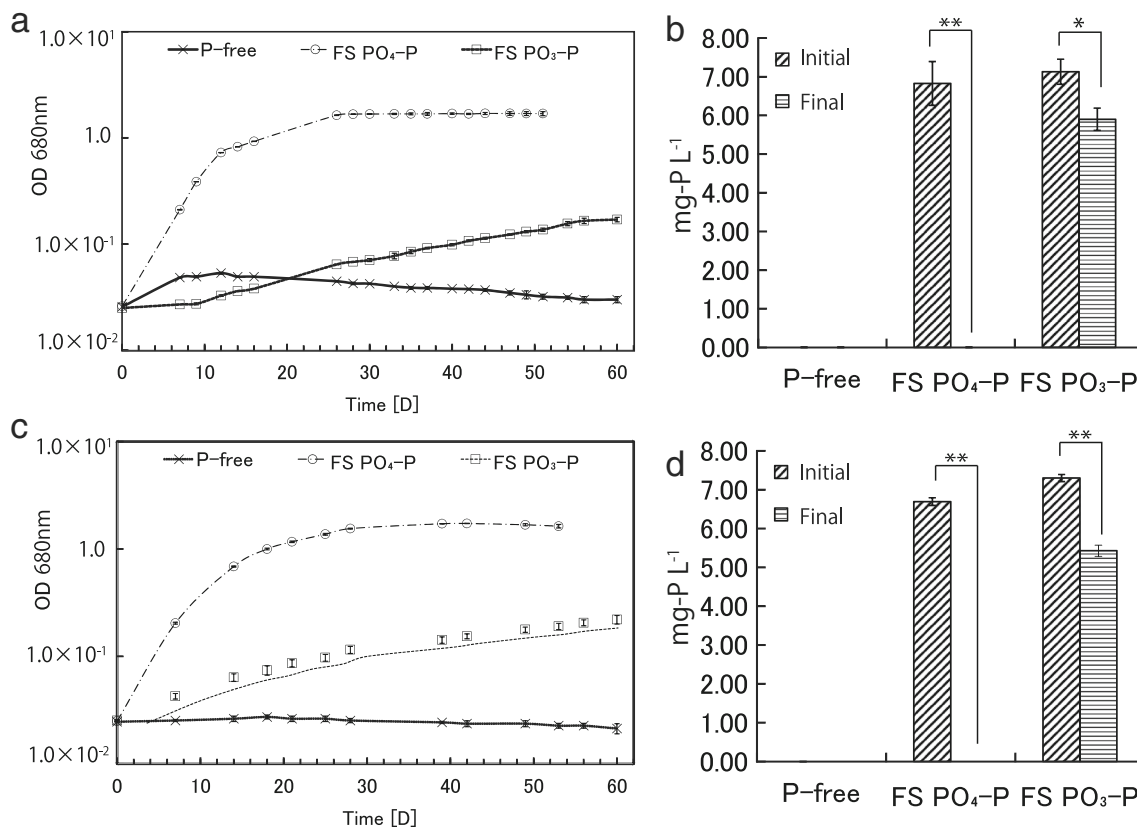 a
1.0×10¹
1.0
1.0×10⁻¹
1.0×10⁻²
OD 680nm
P-free FS PO₄-P FS PO₃-P
0 10 20 30 40 50 60
Time [D]
b
8.00
7.00
6.00
5.00
4.00
3.00
2.00
1.00
0.00
mg-P L⁻¹
Initial
Final
** *
P-free FS PO₄-P FS PO₃-P
c
1.0×10¹
1.0
1.0×10⁻¹
1.0×10⁻²
OD 680nm
P-free FS PO₄-P FS PO₃-P
0 10 20 30 40 50 60
Time [D]
d
8.00
7.00
6.00
5.00
4.00
3.00
2.00
1.00
0.00
mg-P L⁻¹
Initial
Final
** **
P-free FS PO₄-P FS PO₃-P